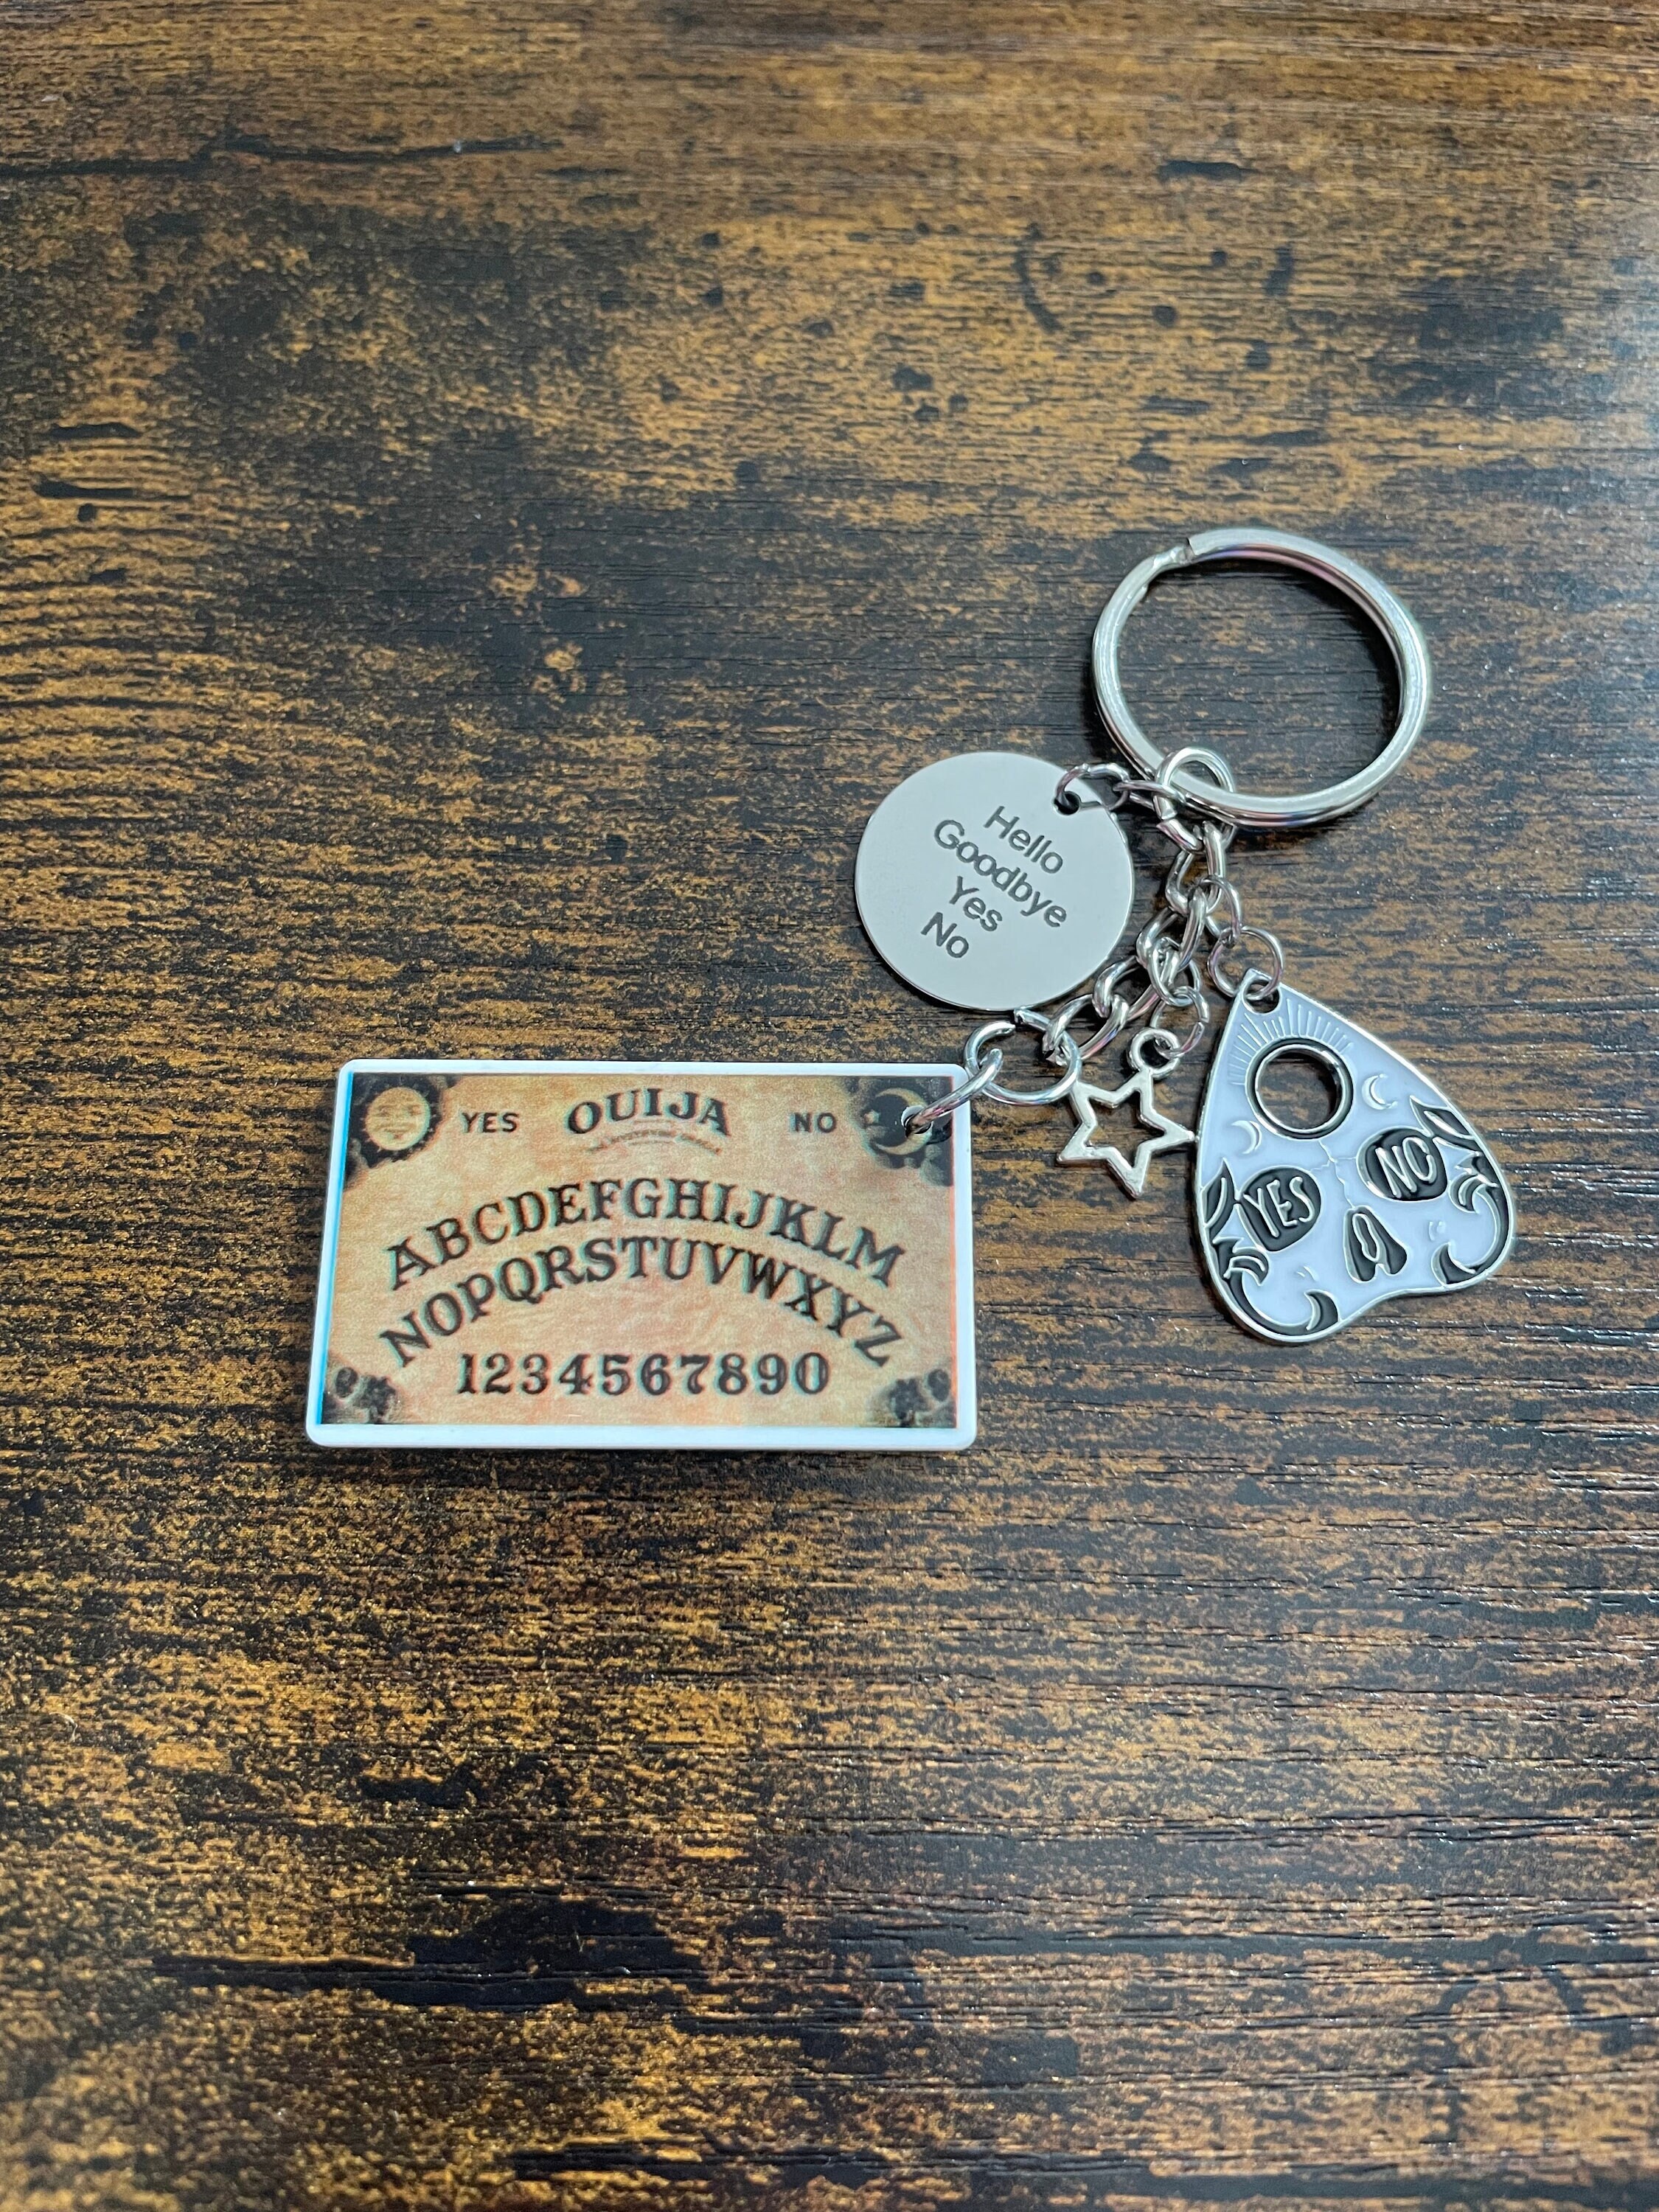 Hello
Goodbye
Yes
No
YES OUIJA NO
ABCDEFGHIJKLM
NOPQRSTUVWXYZ
1234567890
YES NO